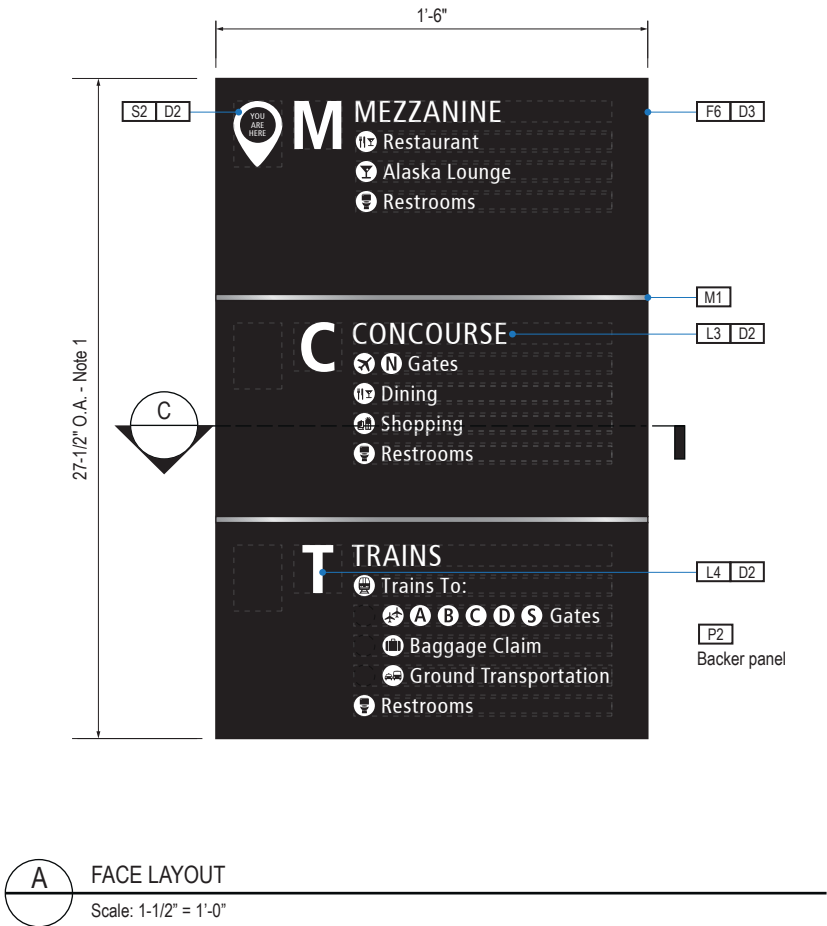 1'-6"
S2 D2
YOU
ARE
HERE
M MEZZANINE
Restaurant
Alaska Lounge
Restrooms
F6 D3
M1
27-1/2" O.A. - Note 1
C CONCOURSE
L3 D2
N Gates
Dining
C
Shopping
Restrooms
T TRAINS
Trains To:
L4 D2
A B C D S Gates
Baggage Claim
Ground Transportation
Restrooms
P2
Backer panel
A FACE LAYOUT
Scale: 1-1/2” = 1’-0”